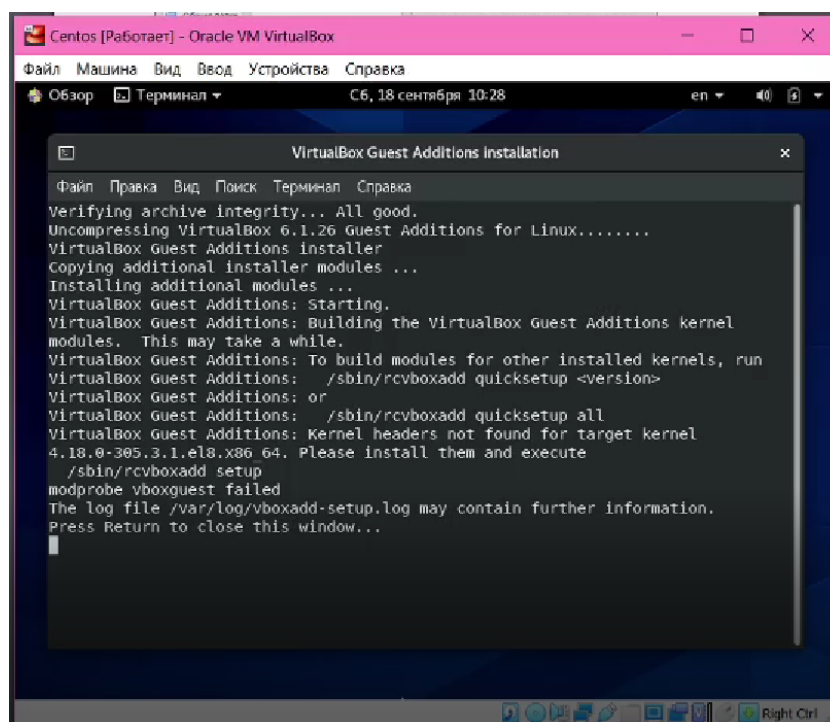 Centos [Работает] - Oracle VM VirtualBox
Файл Машина Вид Ввод Устройства Справка
Обзор Терминал Сб, 18 сентября 10:28 en
VirtualBox Guest Additions installation
Файл Правка Вид Поиск Терминал Справка
Verifying archive integrity... All good.
Uncompressing VirtualBox 6.1.26 Guest Additions for Linux........
VirtualBox Guest Additions installer
Copying additional installer modules ...
Installing additional modules ...
VirtualBox Guest Additions: Starting.
VirtualBox Guest Additions: Building the VirtualBox Guest Additions kernel
modules.  This may take a while.
VirtualBox Guest Additions: To build modules for other installed kernels, run
VirtualBox Guest Additions:   /sbin/rcvboxadd quicksetup <version>
VirtualBox Guest Additions: or
VirtualBox Guest Additions:   /sbin/rcvboxadd quicksetup all
VirtualBox Guest Additions: Kernel headers not found for target kernel
4.18.0-305.3.1.el8.x86_64. Please install them and execute
  /sbin/rcvboxadd setup
modprobe vboxguest failed
The log file /var/log/vboxadd-setup.log may contain further information.
Press Return to close this window...
Right Ctrl